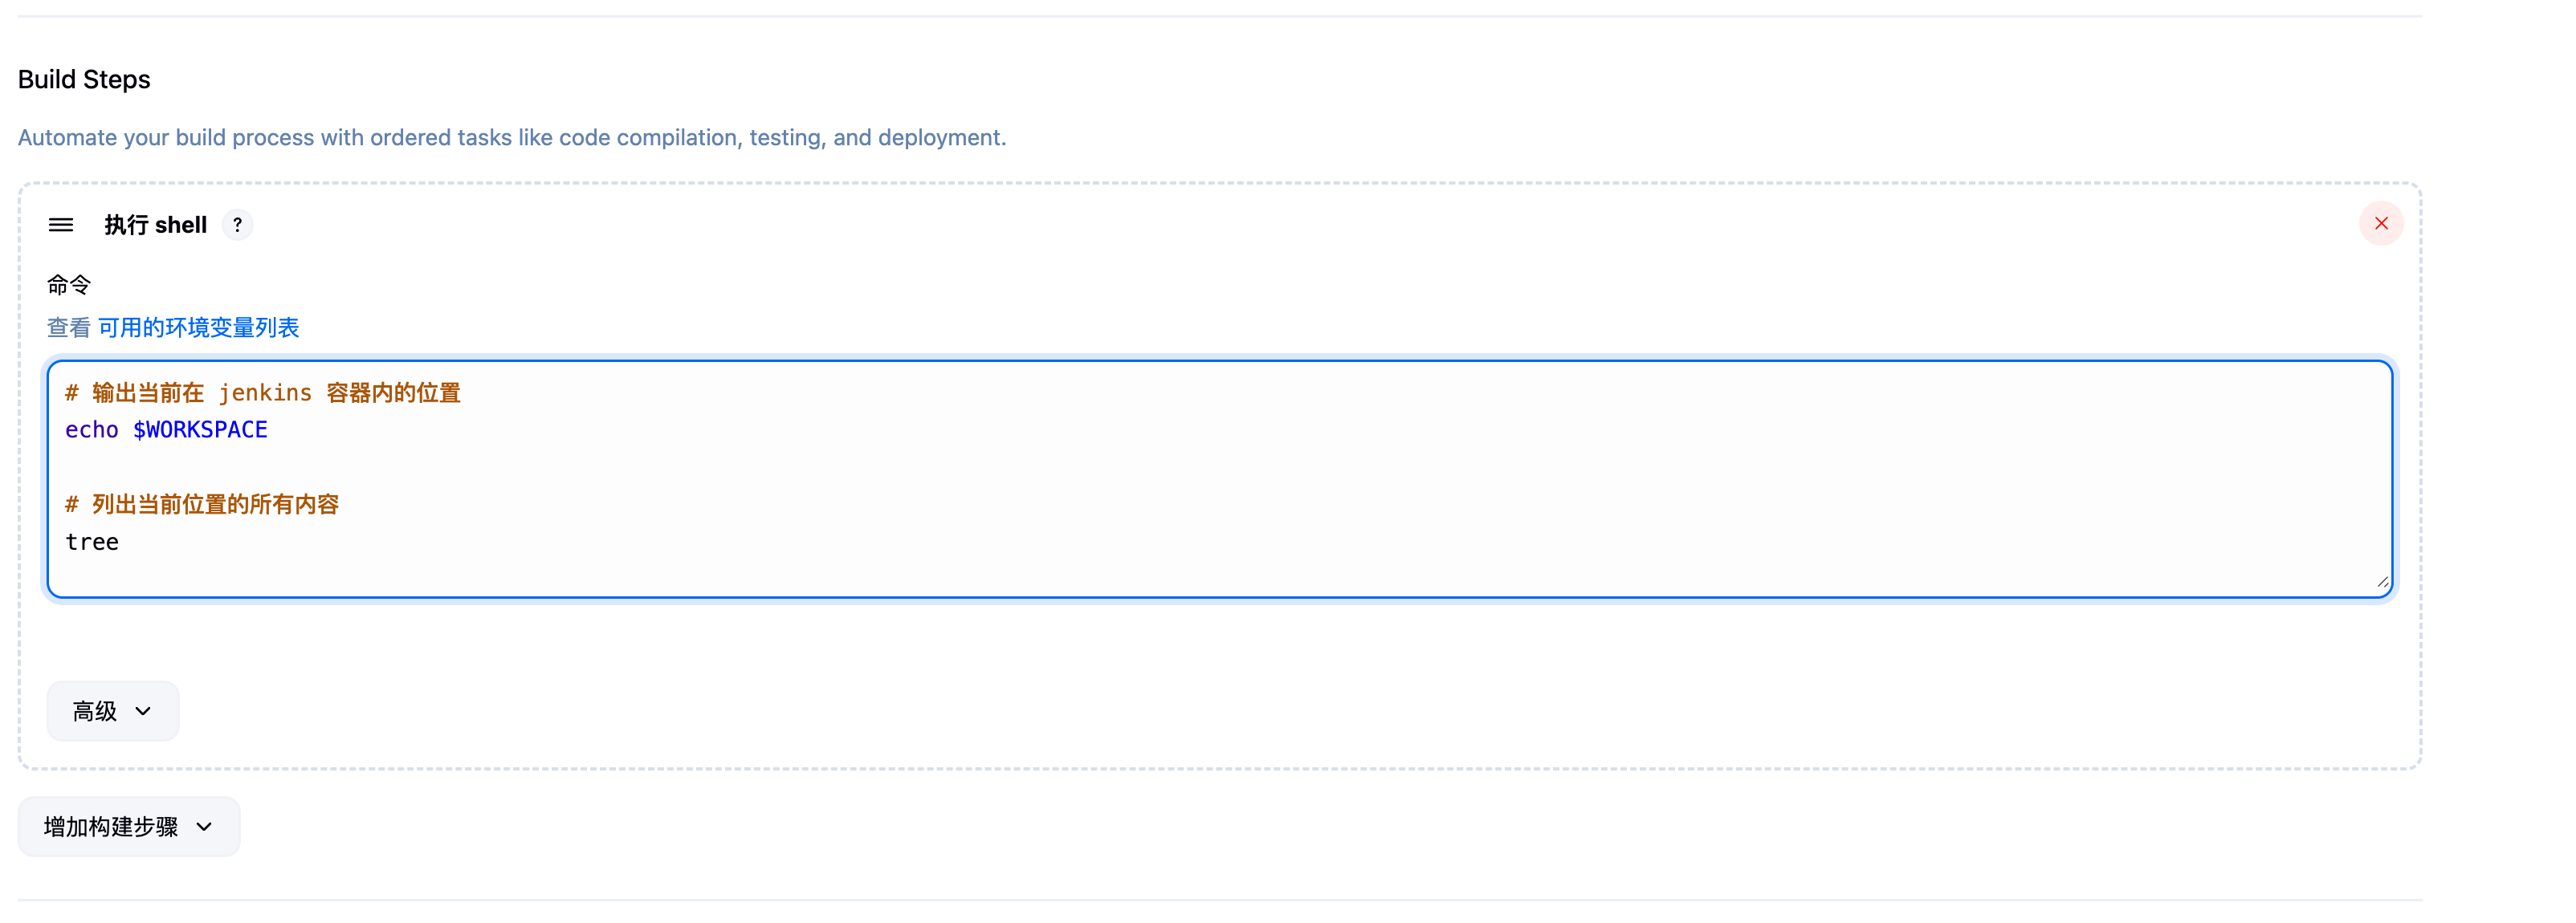 Build Steps
Automate your build process with ordered tasks like code compilation, testing, and deployment.
执行 shell ?
命令
查看 可用的环境变量列表
# 输出当前在 jenkins 容器内的位置
echo $WORKSPACE
# 列出当前位置的所有内容
tree
高级
增加构建步骤